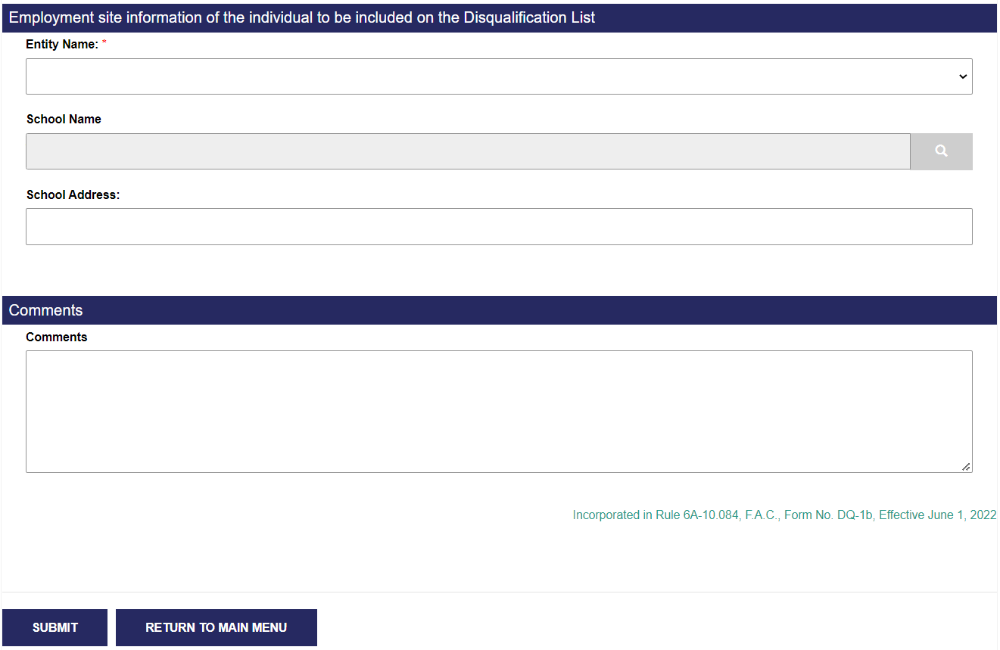 Employment site information of the individual to be included on the Disqualification List
Entity Name: *
School Name
School Address:
Comments
Comments
Incorporated in Rule 6A-10.084, F.A.C., Form No. DQ-1b, Effective June 1, 2022
SUBMIT
RETURN TO MAIN MENU